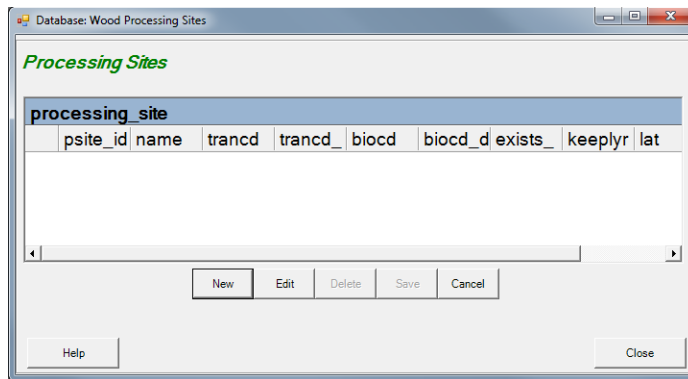 Database: Wood Processing Sites
Processing Sites
processing_site
psite_id name trancd trancd_ biocd biocd_d exists_ keeplyr lat
New Edit Delete Save Cancel
Help Close